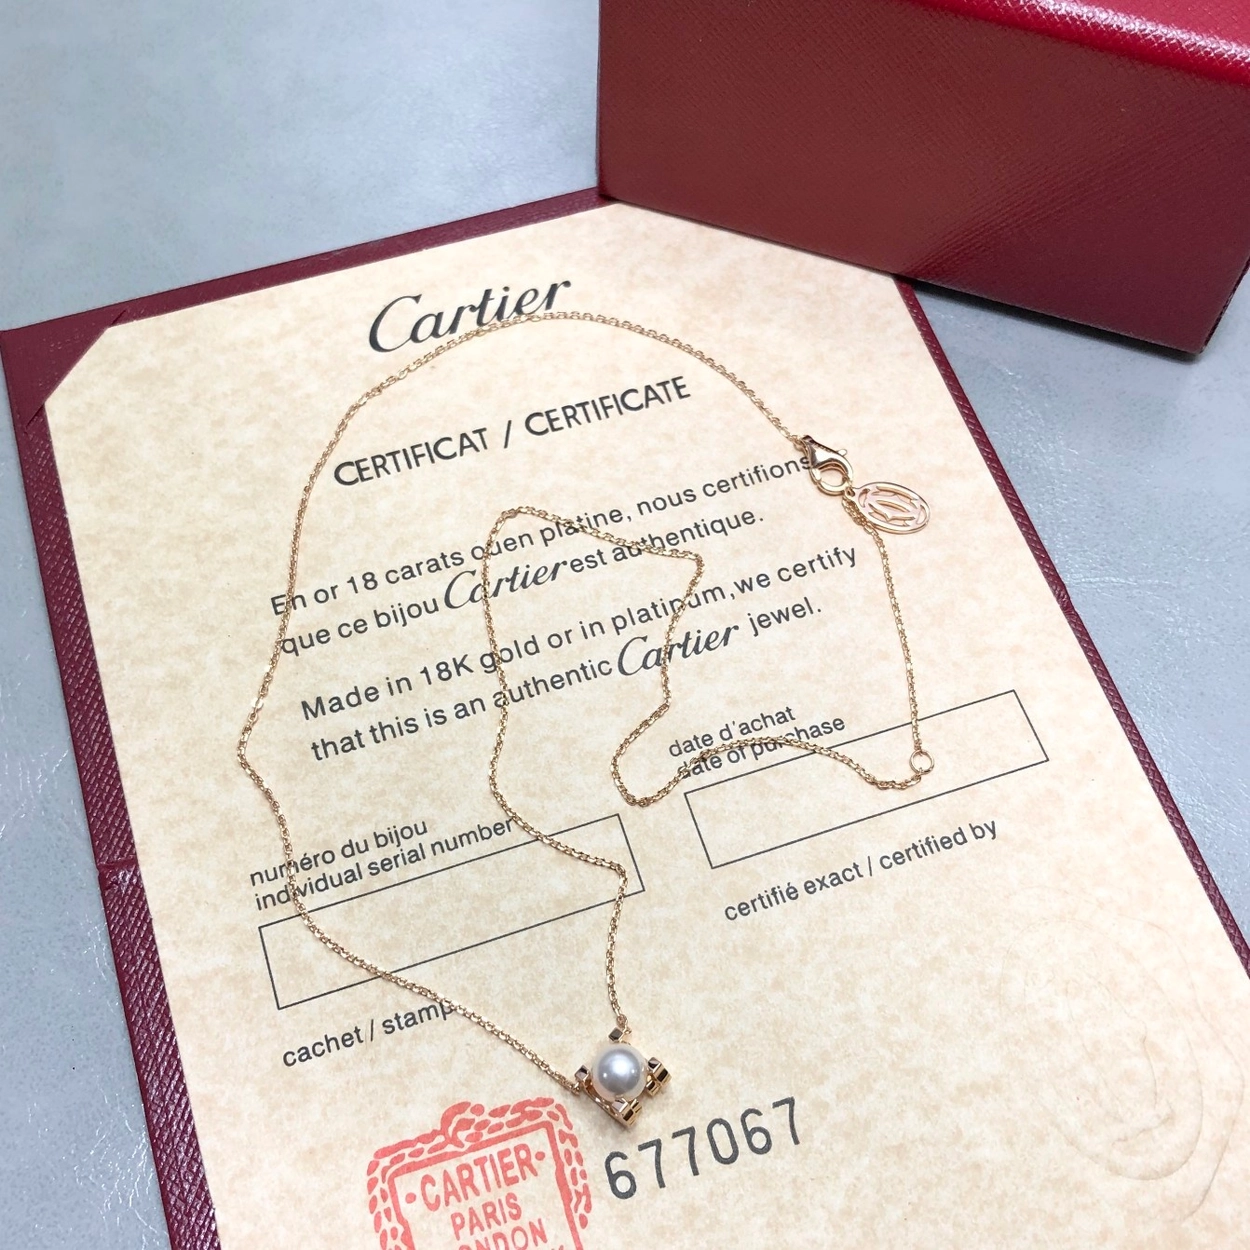 Cartier
CERTIFICAT / CERTIFICATE
En or 18 carats ouen platine, nous certifions
que ce bijou Cartier est authentique.
Made in 18K gold or in platinum,we certify
that this is an authentic Cartier jewel.
date d'achat
date of purchase
numéro du bijou
individual serial number
certifié exact / certified by
cachet / stamp
677067
·CARTIER·
PARIS
LONDON